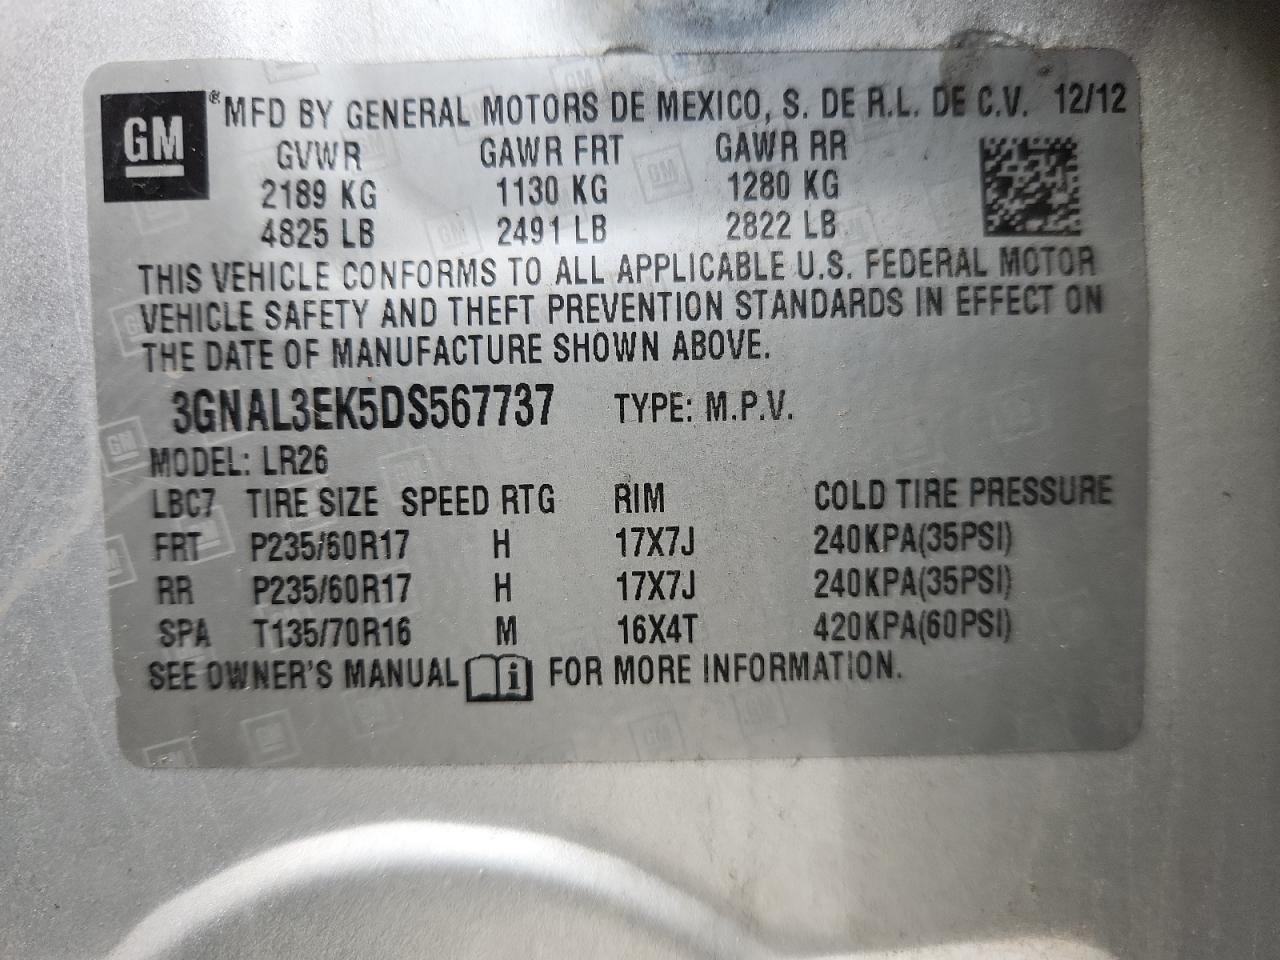 GM ® MFD BY GENERAL MOTORS DE MEXICO, S. DE R.L. DE C.V. 12/12
GVWR GAWR FRT GAWR RR
2189 KG 1130 KG 1280 KG
4825 LB 2491 LB 2822 LB
THIS VEHICLE CONFORMS TO ALL APPLICABLE U.S. FEDERAL MOTOR
VEHICLE SAFETY AND THEFT PREVENTION STANDARDS IN EFFECT ON
THE DATE OF MANUFACTURE SHOWN ABOVE.
3GNAL3EK5DS567737 TYPE: M.P.V.
MODEL: LR26
LBC7 TIRE SIZE SPEED RTG RIM COLD TIRE PRESSURE
FRT P235/60R17 H 17X7J 240KPA(35PSI)
RR P235/60R17 H 17X7J 240KPA(35PSI)
SPA T135/70R16 M 16X4T 420KPA(60PSI)
SEE OWNER'S MANUAL i FOR MORE INFORMATION.